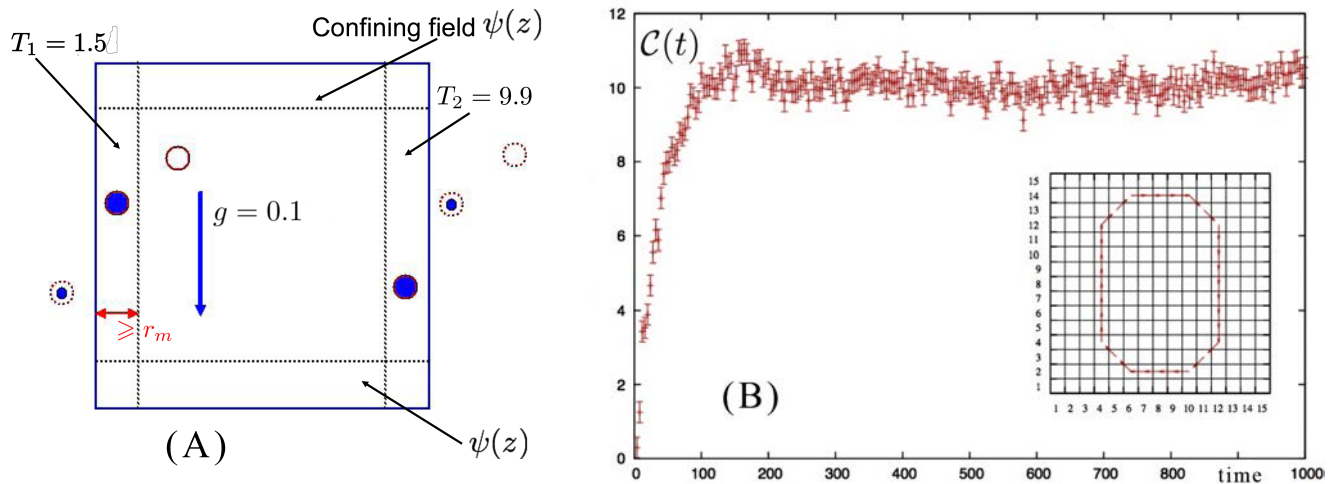 Confining field ψ(z)
T₁ = 1.5
T₂ = 9.9
g = 0.1
⩾ r_m
ψ(z)
(A)
C(t)
12
10
8
6
4
2
0
0 100 200 300 400 500 600 700 800 900 1000
time
(B)
15
14
13
12
11
10
9
8
7
6
5
4
3
2
1
1 2 3 4 5 6 7 8 9 10 11 12 13 14 15